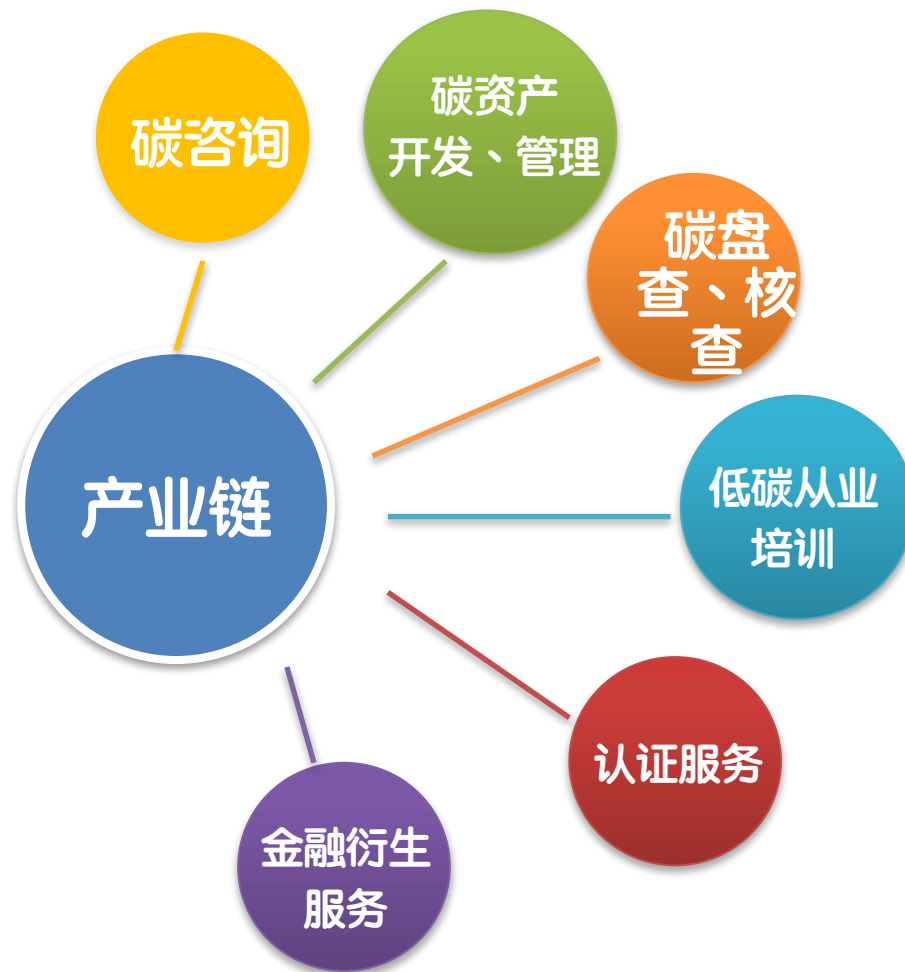 碳咨询
碳资产
开发、管理
碳盘
查、核
查
产业链
低碳从业
培训
认证服务
金融衍生
服务